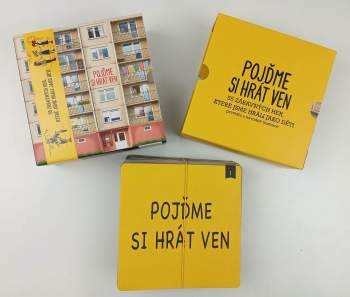 POJĎME
SI HRÁT VEN
POJĎME
SI HRÁT VEN
55 ZÁBAVNÝCH HER,
KTERÉ JSME HRÁLI JAKO DĚTI
POJĎME
SI HRÁT VEN